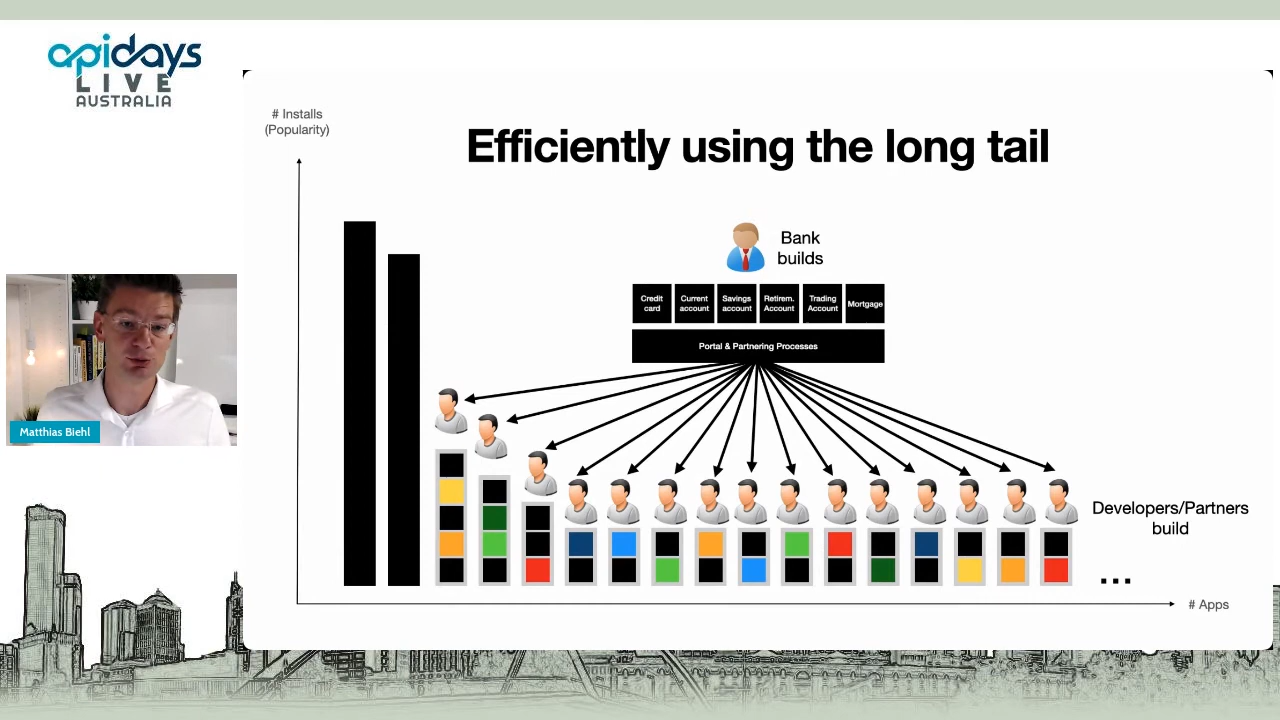 apidays
LIVE
AUSTRALIA
# Installs
(Popularity)
Efficiently using the long tail
Bank
builds
Credit
card
Current
account
Savings
account
Retirem.
Account
Trading
Account
Mortgage
Portal & Partnering Processes
Matthias Biehl
Developers/Partners
build
...
# Apps